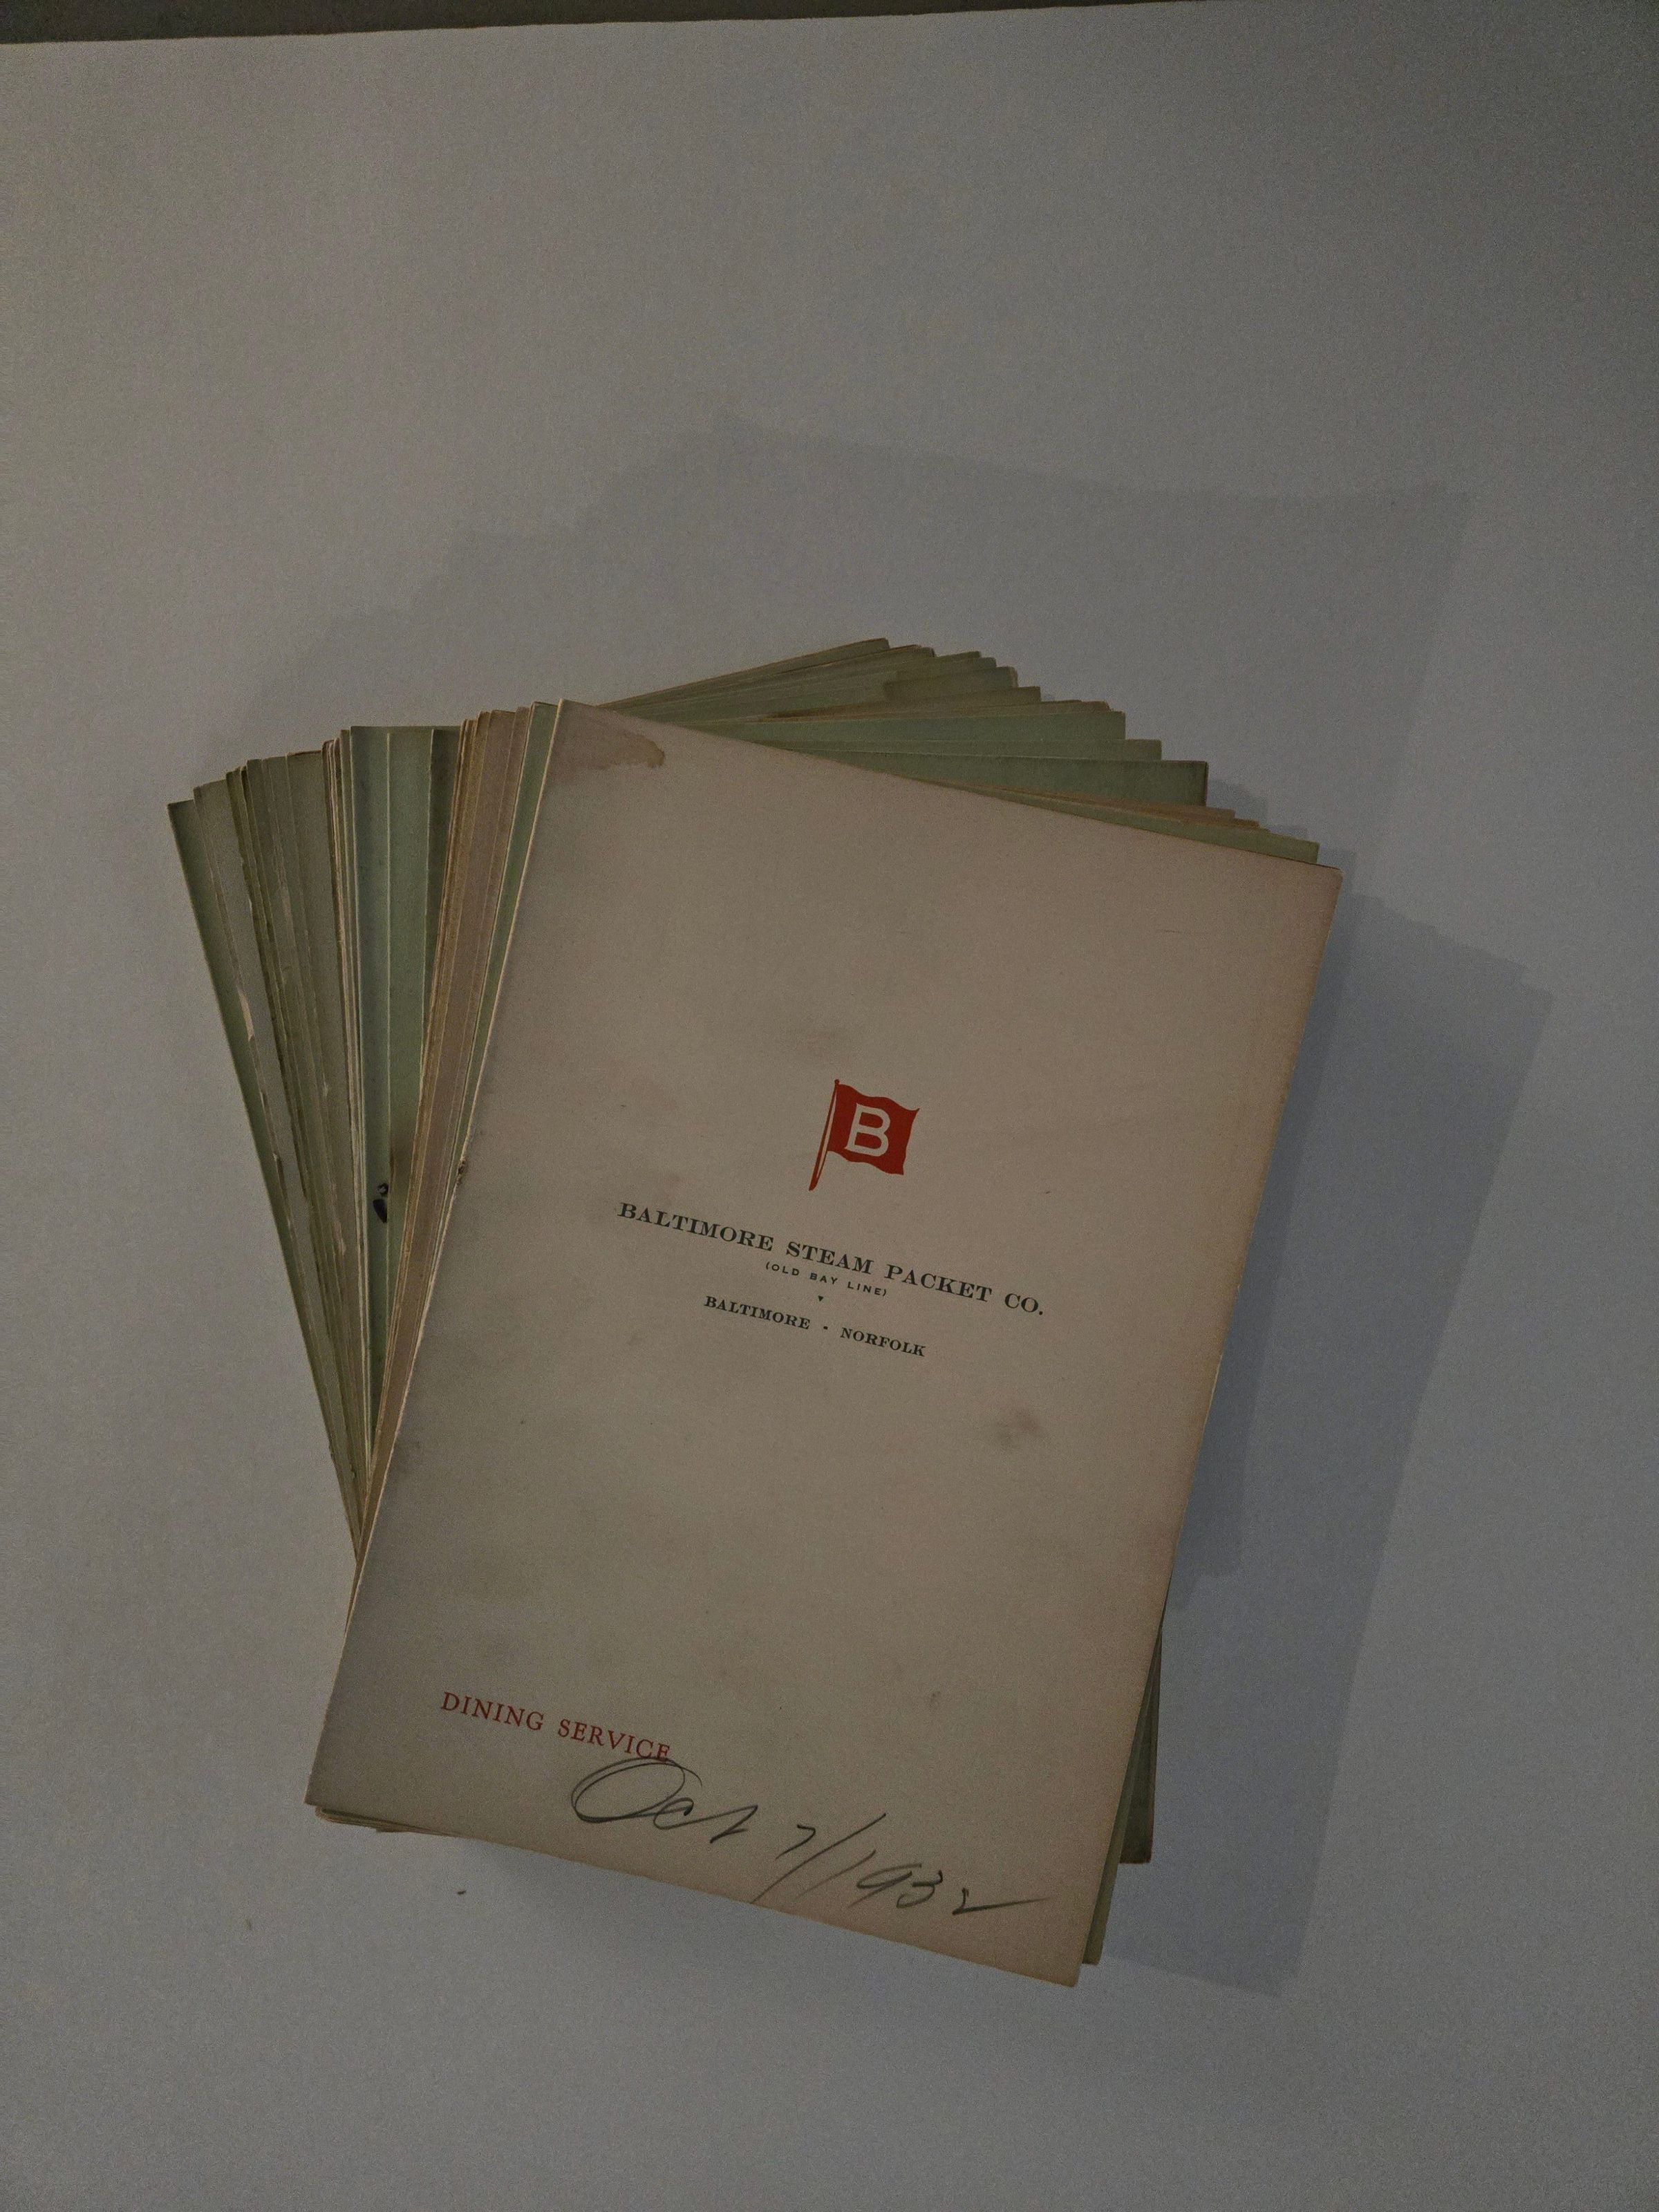 B
BALTIMORE STEAM PACKET CO.
(OLD BAY LINE)
BALTIMORE - NORFOLK
DINING SERVICE
Oct 7/1932